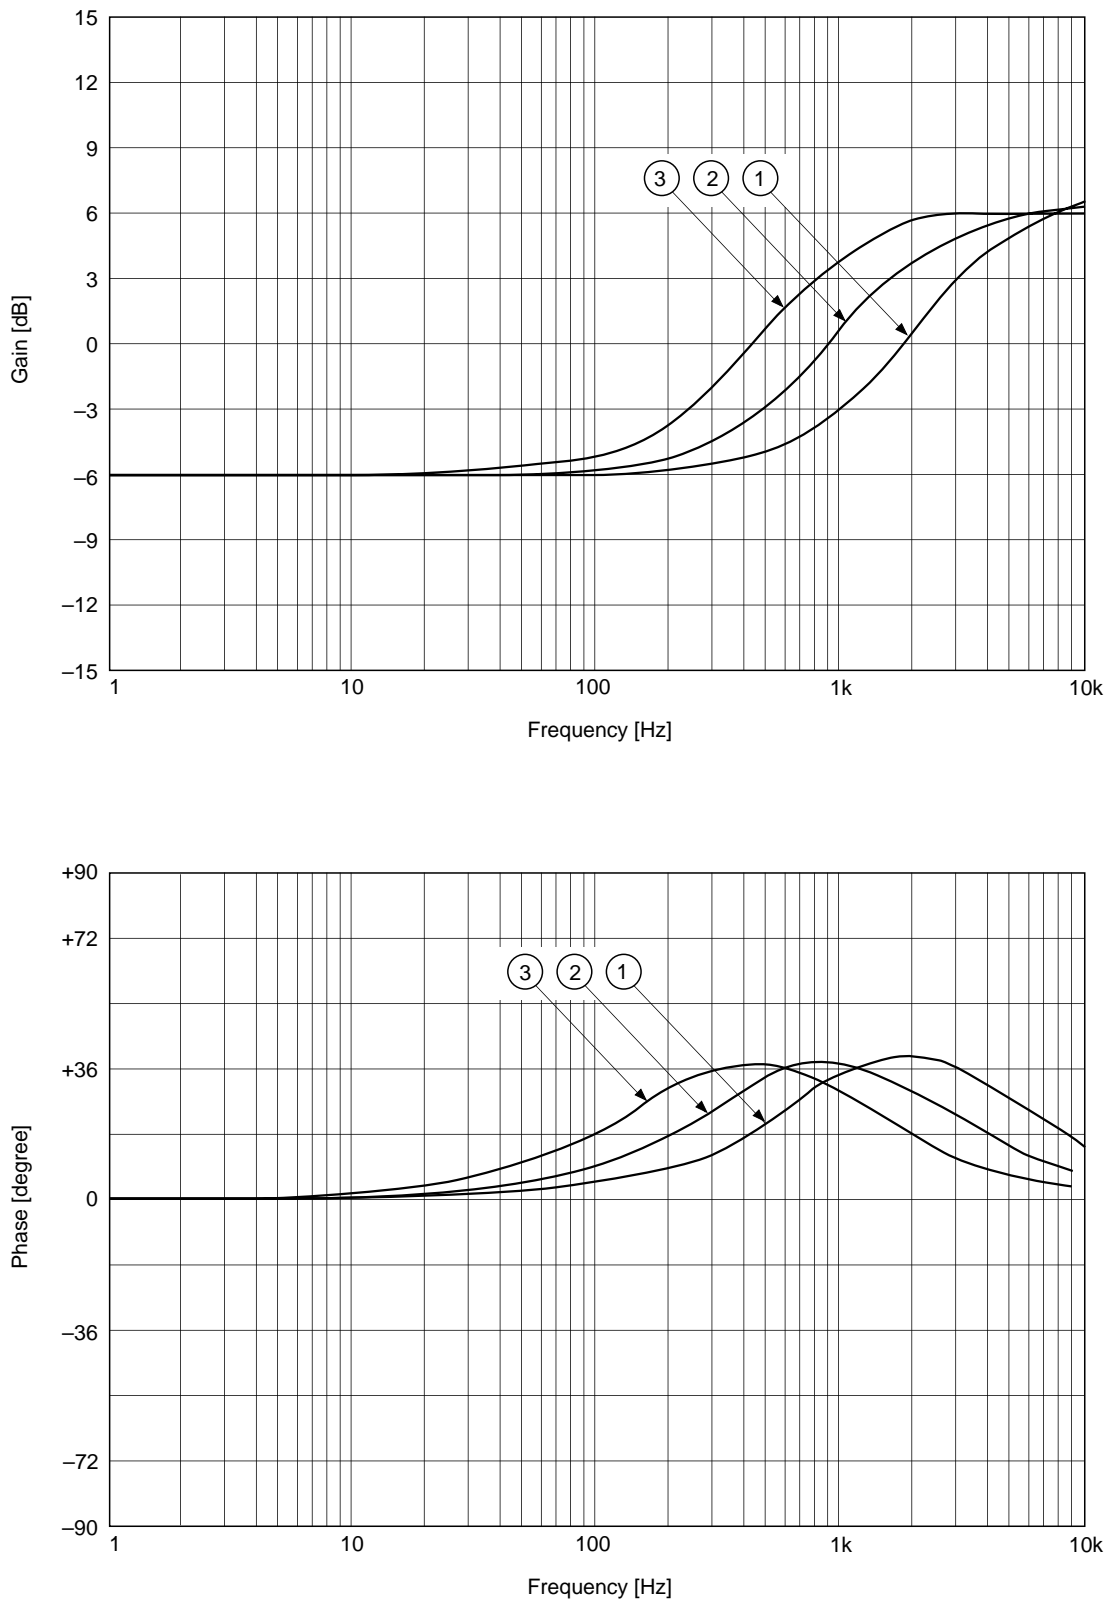 15
12
9
6
3
0
–3
–6
–9
–12
–15
Gain [dB]
3 2 1
1 10 100 1k 10k
Frequency [Hz]
+90
+72
+36
0
–36
–72
–90
Phase [degree]
3 2 1
1 10 100 1k 10k
Frequency [Hz]